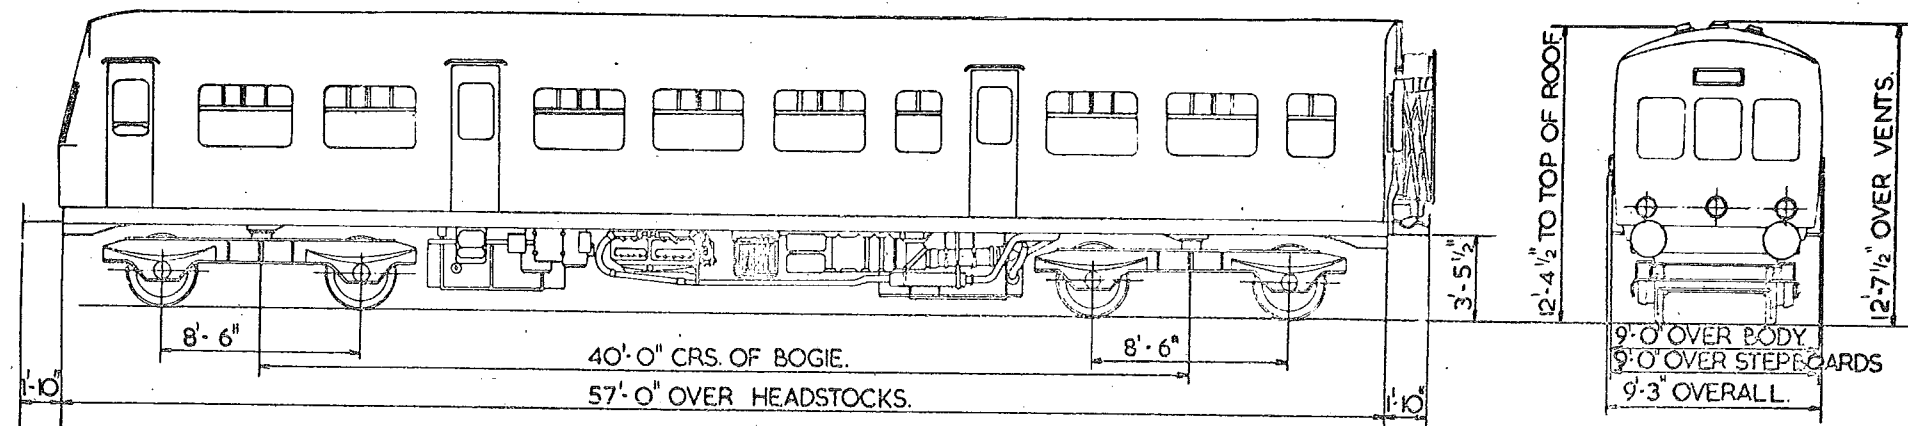 8'-6"
40'-0" CRS. OF BOGIE.
8'-6"
1'-10"
57'-0" OVER HEADSTOCKS.
1'-10"
3'-5½"
12'-4½" TO TOP OF ROOF.
12'-7½" OVER VENTS.
9'-0" OVER BODY.
9'-0" OVER STEPBOARDS
9'-3" OVERALL.